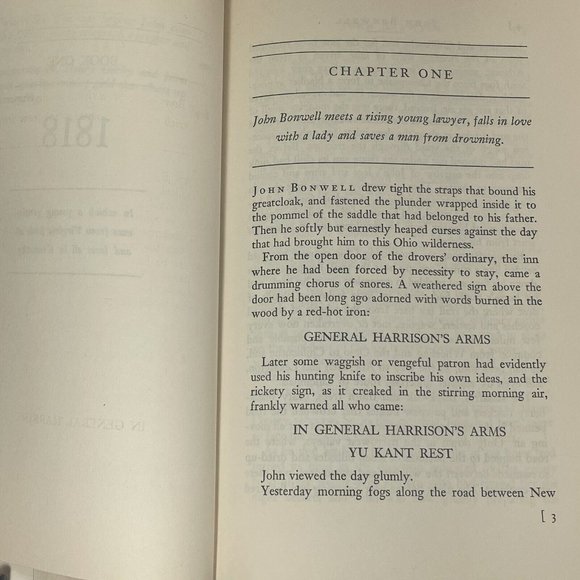 CHAPTER ONE
John Bonwell meets a rising young lawyer, falls in love
with a lady and saves a man from drowning.
JOHN BONWELL drew tight the straps that bound his
greatcloak, and fastened the plunder wrapped inside it to
the pommel of the saddle that had belonged to his father.
Then he softly but earnestly heaped curses against the day
that had brought him to this Ohio wilderness.
From the open door of the drovers' ordinary, the inn
where he had been forced by necessity to stay, came a
drumming chorus of snores. A weathered sign above the
door had been long ago adorned with words burned in the
wood by a red-hot iron:
GENERAL HARRISON'S ARMS
Later some waggish or vengeful patron had evidently
used his hunting knife to inscribe his own ideas, and the
rickety sign, as it creaked in the stirring morning air,
frankly warned all who came:
IN GENERAL HARRISON'S ARMS
YU KANT REST
John viewed the day glumly.
Yesterday morning fogs along the road between New
[ 3